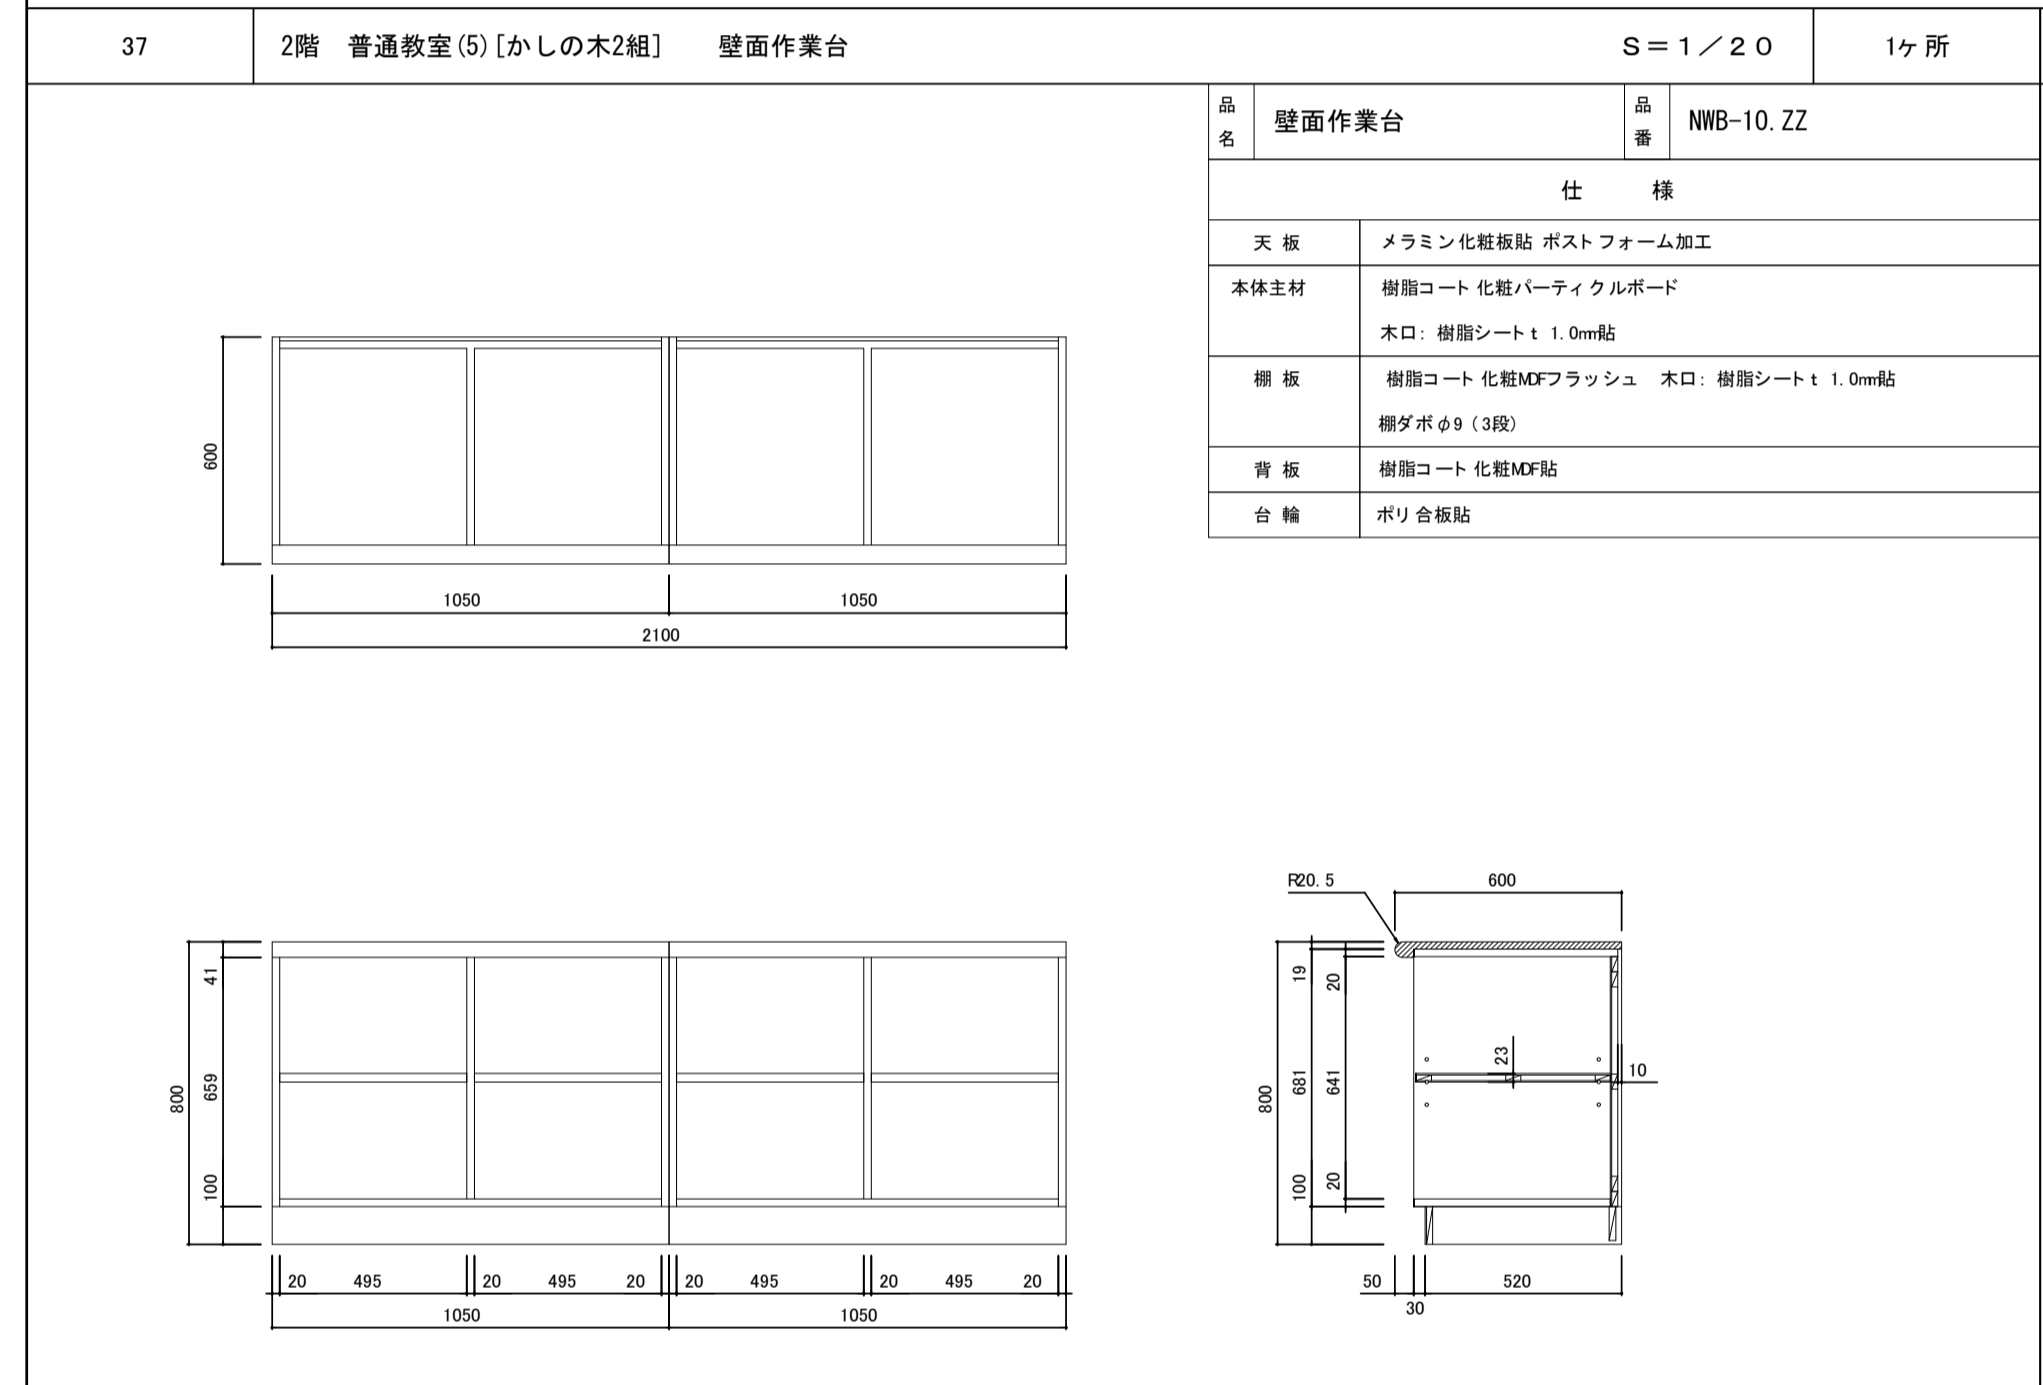 37
2階 普通教室(5)[かしの木2組] 壁面作業台
S=1/20
1ヶ所
品名
壁面作業台
品番
NWB-10.ZZ
仕 様
天 板
メラミン化粧板貼 ポストフォーム加工
本体主材
樹脂コート化粧パーティクルボード
木口: 樹脂シートt 1.0mm貼
棚 板
樹脂コート化粧MDFフラッシュ 木口: 樹脂シートt 1.0mm貼
棚ダボφ9(3段)
背 板
樹脂コート化粧MDF貼
台 輪
ポリ合板貼
600
1050
1050
2100
800
41
659
100
20 495 20 495 20 20 495 20 495 20
1050
1050
R20.5
600
800
19
681
100
20
641
20
23
10
50
30
520